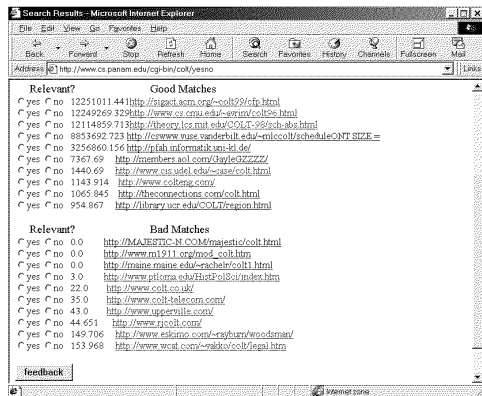 Search Results - Microsoft Internet Explorer
File Edit View Go Favorites Help
Back Forward Stop Refresh Home Search Favorites History Channels Fullscreen Mail
Address http://www.cs.panam.edu/cgi-bin/colt/yesno Links
Relevant? Good Matches
yes no 12251011.441 http://sigact.acm.org/~colt99/cfp.html
yes no 12249269.329 http://www.cs.cmu.edu/~avrim/colt96.html
yes no 12114859.713 http://theory.lcs.mit.edu/COLT-98/sch-abs.html
yes no 8853692.723 http://cswww.vuse.vanderbilt.edu/~mlccolt/scheduleONT SIZE=
yes no 3256860.156 http://pfah.informatik.uni-kl.de/
yes no 7367.69 http://members.aol.com/GayleGZZZZ/
yes no 1440.69 http://www.cis.udel.edu/~case/colt.html
yes no 1143.914 http://www.colteng.com/
yes no 1065.845 http://theconnections.com/colt.html
yes no 954.867 http://library.ucr.edu/COLT/region.html
Relevant? Bad Matches
yes no 0.0 http://MAJESTIC-N.COM/majestic/colt.html
yes no 0.0 http://www.m1911.org/mod_colt.htm
yes no 0.0 http://maine.maine.edu/~rachelr/colt1.html
yes no 3.0 http://www.ptloma.edu/HistPolSci/index.htm
yes no 22.0 http://www.colt.co.uk/
yes no 35.0 http://www.colt-telecom.com/
yes no 43.0 http://www.upperville.com/
yes no 44.651 http://www.rjcolt.com/
yes no 149.706 http://www.eskimo.com/~rayburn/woodsman/
yes no 153.968 http://www.wcat.com/~vakko/colt/legal.htm
feedback
Internet zone